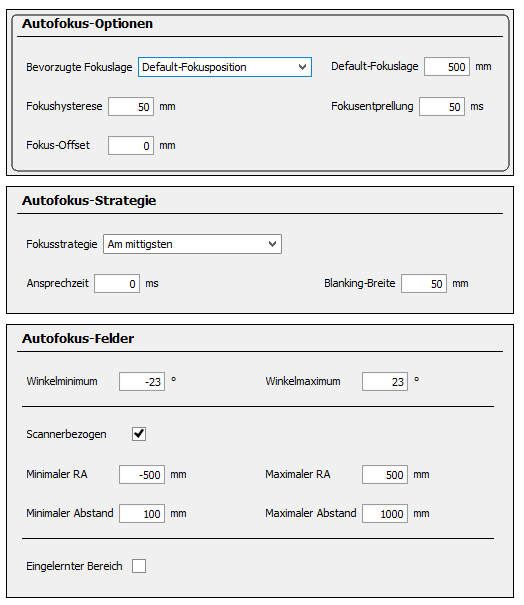 Autofokus-Optionen
Bevorzugte Fokuslage Default-Fokusposition Default-Fokuslage 500 mm
Fokushysterese 50 mm Fokusentprellung 50 ms
Fokus-Offset 0 mm
Autofokus-Strategie
Fokusstrategie Am mittigsten
Ansprechzeit 0 ms Blanking-Breite 50 mm
Autofokus-Felder
Winkelminimum -23 ° Winkelmaximum 23 °
Scannerbezogen
Minimaler RA -500 mm Maximaler RA 500 mm
Minimaler Abstand 100 mm Maximaler Abstand 1000 mm
Eingelernter Bereich